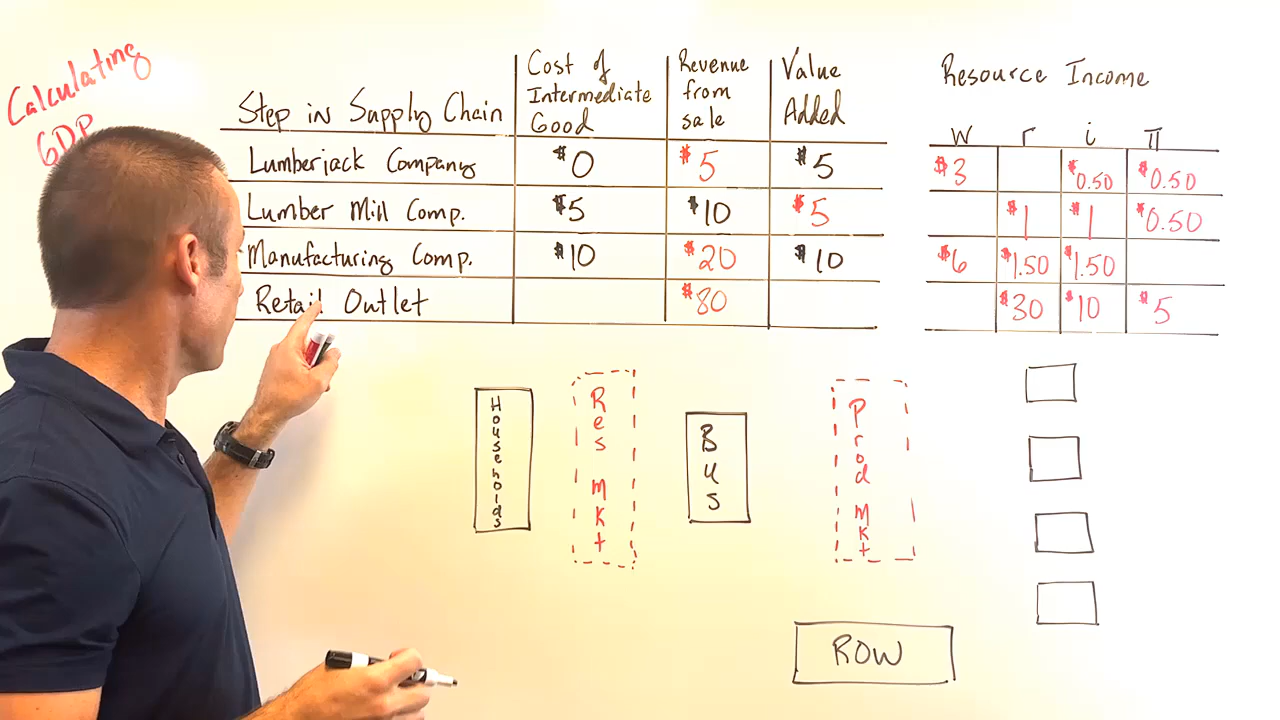 Calculating
GDP
Step in Supply Chain
Cost of
Intermediate
Good
Revenue
from
sale
Value
Added
Resource Income
w r i π
Lumberjack Company $0 $5 $5 $3 $0.50 $0.50
Lumber Mill Comp. $5 $10 $5 $1 $1 $0.50
Manufacturing Comp. $10 $20 $10 $6 $1.50 $1.50
Retail Outlet $80 $30 $10 $5
Households
Res Mkt
Bus
Prod Mkt
ROW